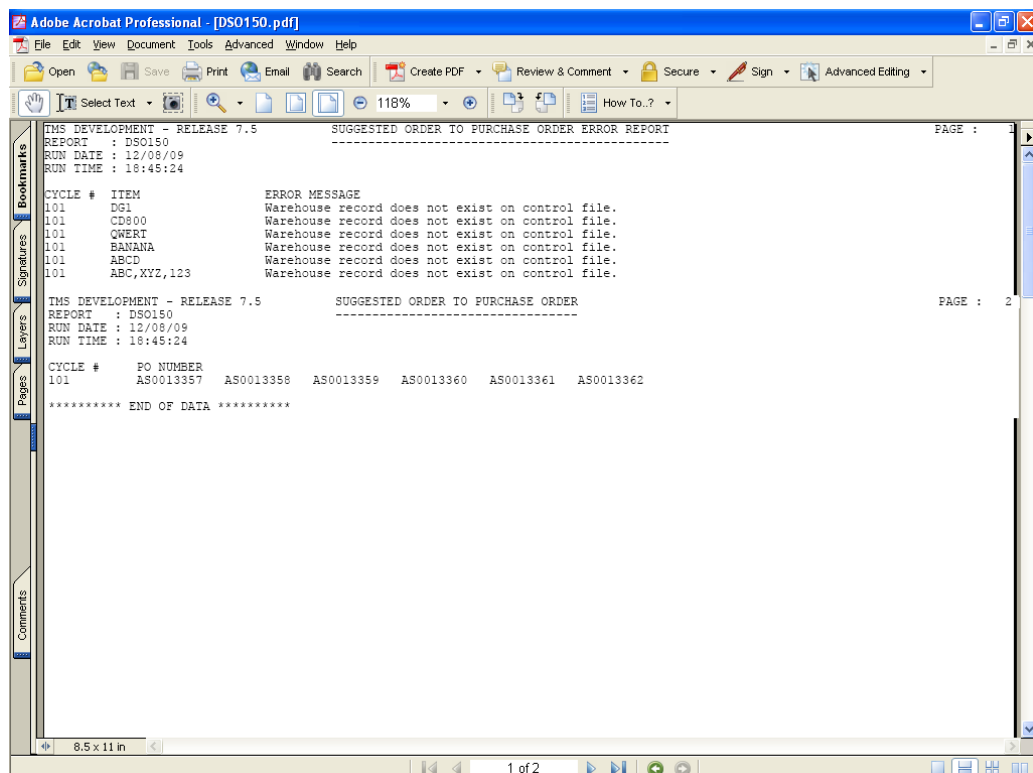 Adobe Acrobat Professional - [DSO150.pdf]
File Edit View Document Tools Advanced Window Help
Open Save Print Email Search Create PDF Review & Comment Secure Sign Advanced Editing
Select Text 118% How To..?
Bookmarks
Signatures
Layers
Pages
Comments
TMS DEVELOPMENT - RELEASE 7.5 SUGGESTED ORDER TO PURCHASE ORDER ERROR REPORT PAGE : 1
REPORT : DSO150 ----------------------------------------------
RUN DATE : 12/08/09
RUN TIME : 18:45:24
CYCLE # ITEM ERROR MESSAGE
101 DG1 Warehouse record does not exist on control file.
101 CD800 Warehouse record does not exist on control file.
101 QWERT Warehouse record does not exist on control file.
101 BANANA Warehouse record does not exist on control file.
101 ABCD Warehouse record does not exist on control file.
101 ABC,XYZ,123 Warehouse record does not exist on control file.
TMS DEVELOPMENT - RELEASE 7.5 SUGGESTED ORDER TO PURCHASE ORDER PAGE : 2
REPORT : DSO150 ---------------------------------
RUN DATE : 12/08/09
RUN TIME : 18:45:24
CYCLE # PO NUMBER
101 AS0013357 AS0013358 AS0013359 AS0013360 AS0013361 AS0013362
********** END OF DATA **********
8.5 x 11 in
1 of 2